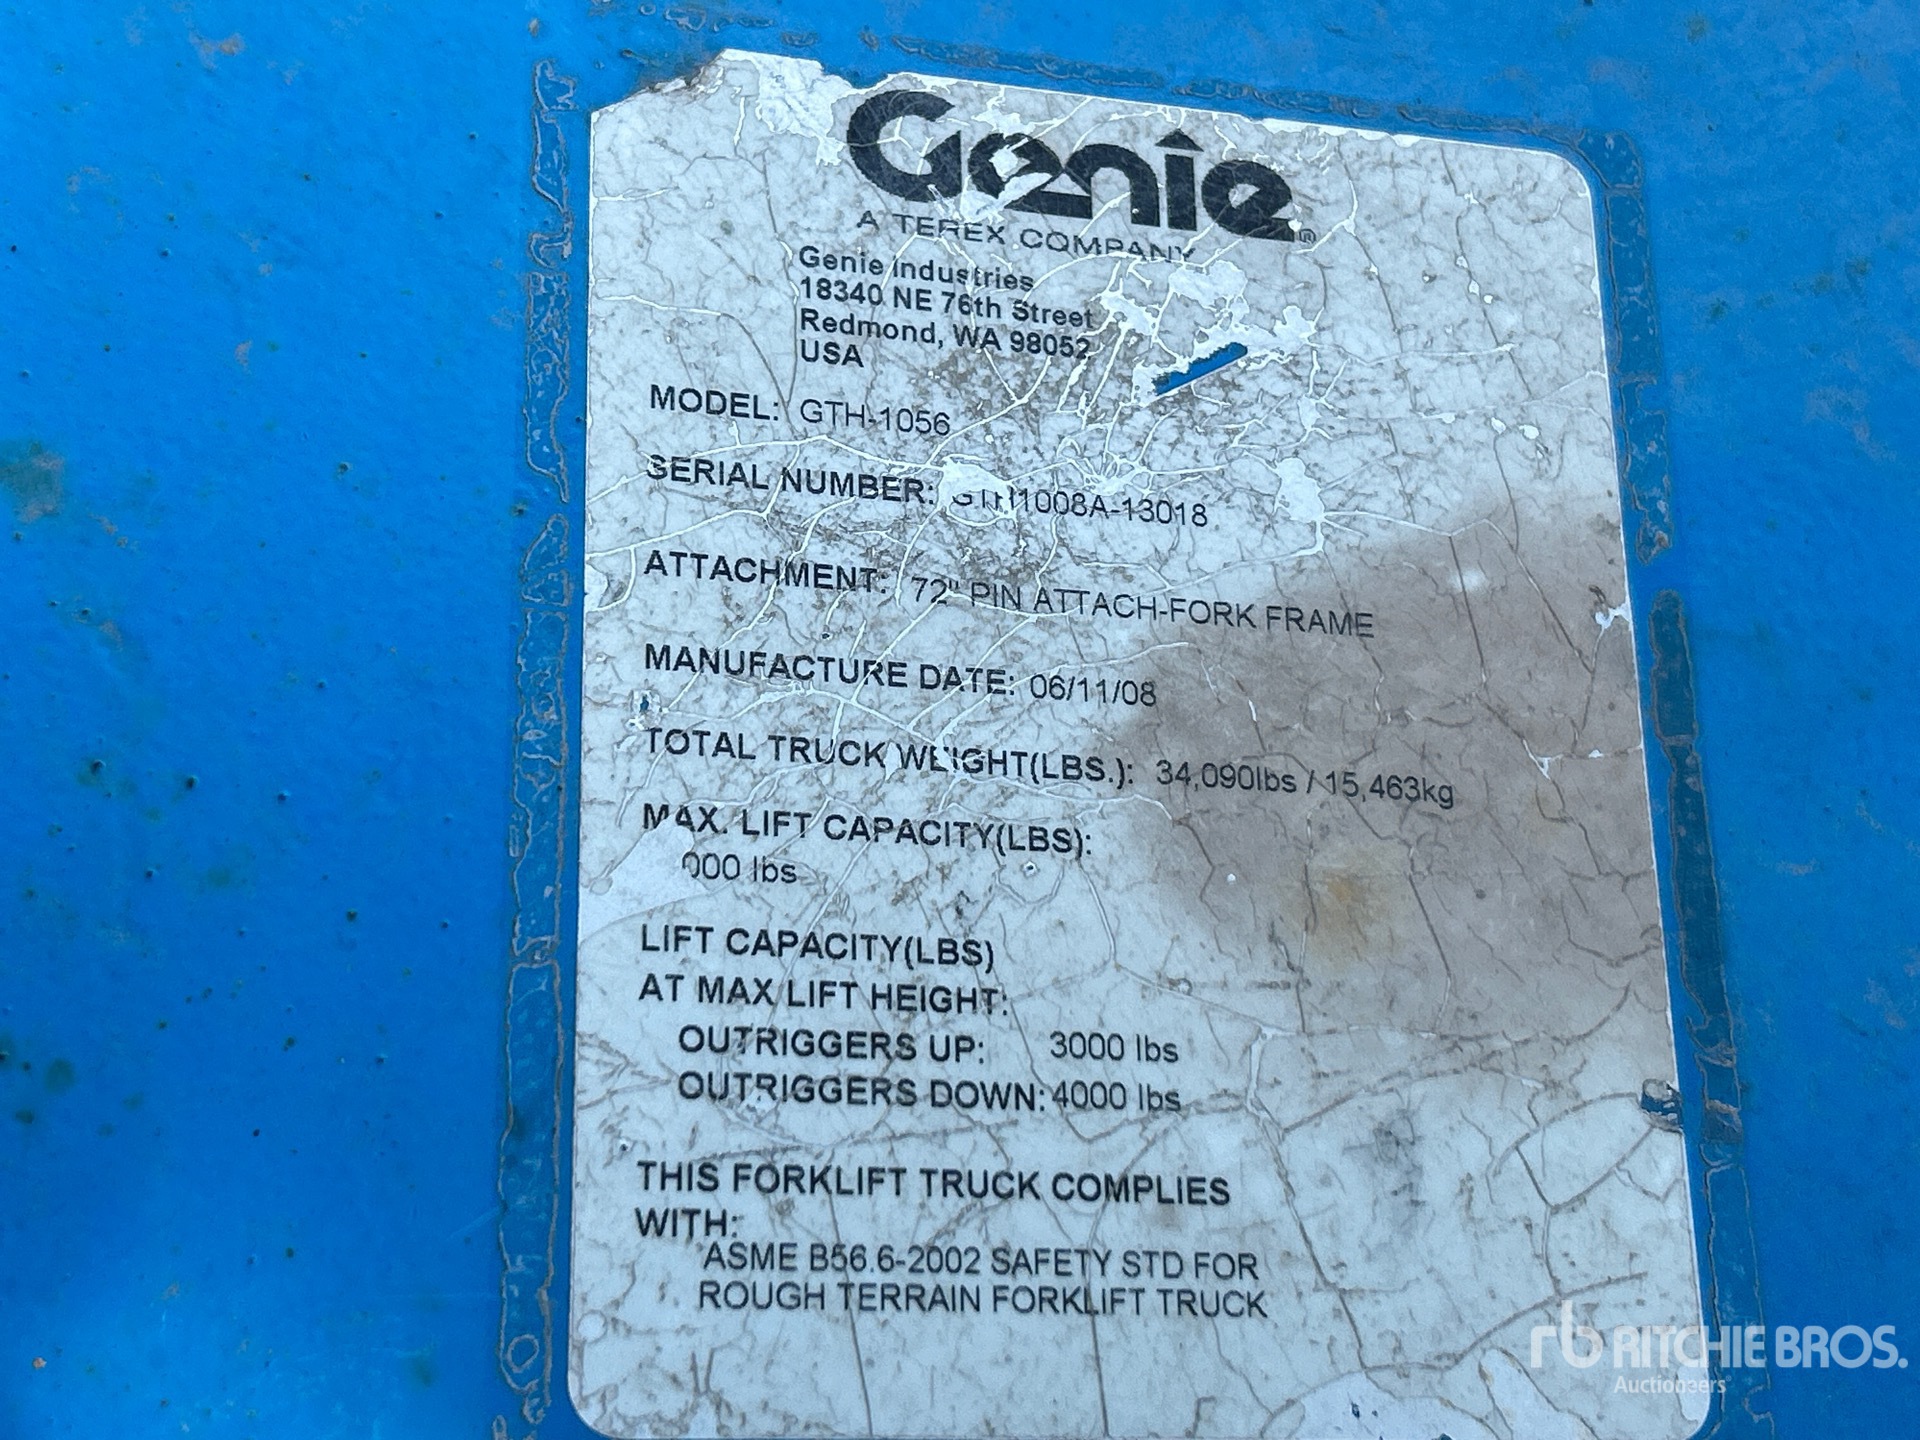 Genie®
A TEREX COMPANY
Genie Industries
18340 NE 76th Street
Redmond, WA 98052
USA
MODEL: GTH-1056
SERIAL NUMBER: GTH1008A-13018
ATTACHMENT: 72" PIN ATTACH-FORK FRAME
MANUFACTURE DATE: 06/11/08
TOTAL TRUCK WEIGHT(LBS.): 34,090lbs / 15,463kg
MAX. LIFT CAPACITY(LBS):
000 lbs
LIFT CAPACITY(LBS)
AT MAX LIFT HEIGHT:
OUTRIGGERS UP: 3000 lbs
OUTRIGGERS DOWN: 4000 lbs
THIS FORKLIFT TRUCK COMPLIES
WITH:
ASME B56.6-2002 SAFETY STD FOR
ROUGH TERRAIN FORKLIFT TRUCK
rb RITCHIE BROS.
Auctioneers